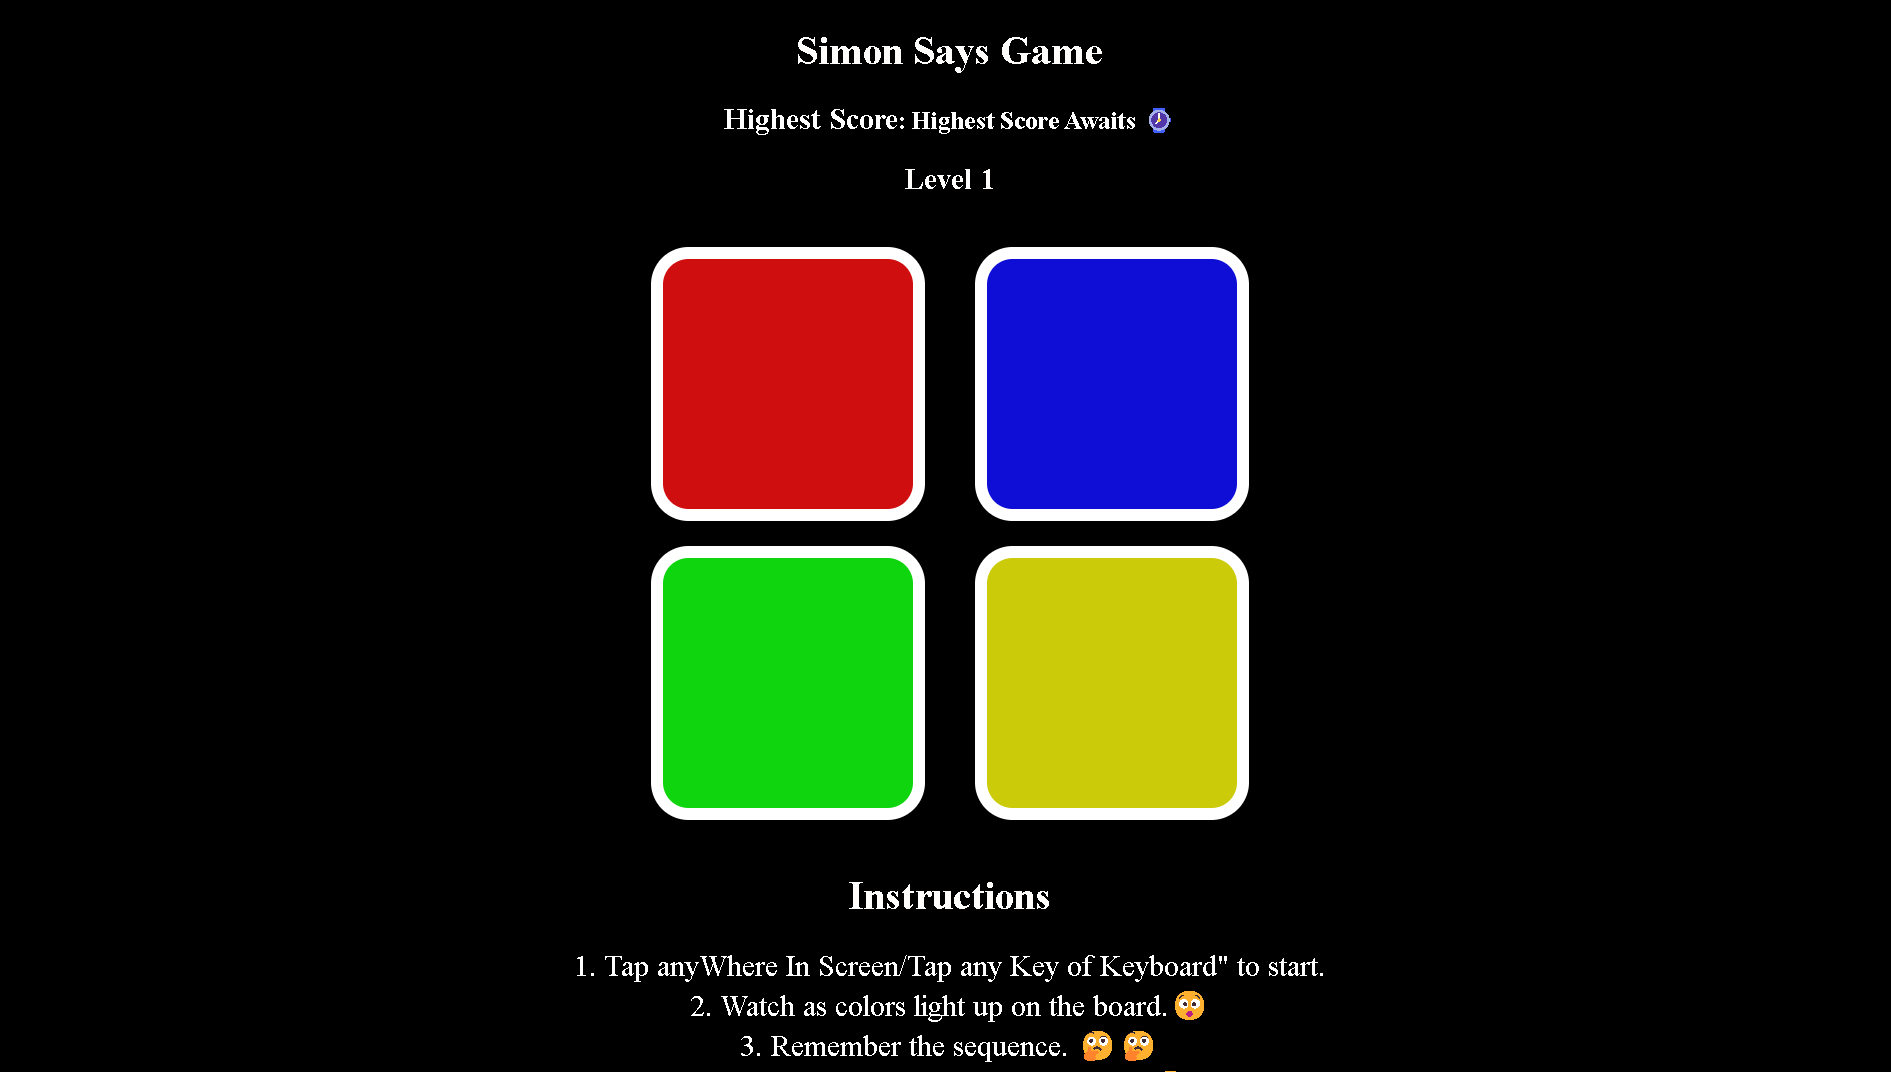 Simon Says Game
Highest Score: Highest Score Awaits
Level 1
Instructions
1. Tap anyWhere In Screen/Tap any Key of Keyboard" to start.
2. Watch as colors light up on the board. 😲
3. Remember the sequence. 🤔 🤔